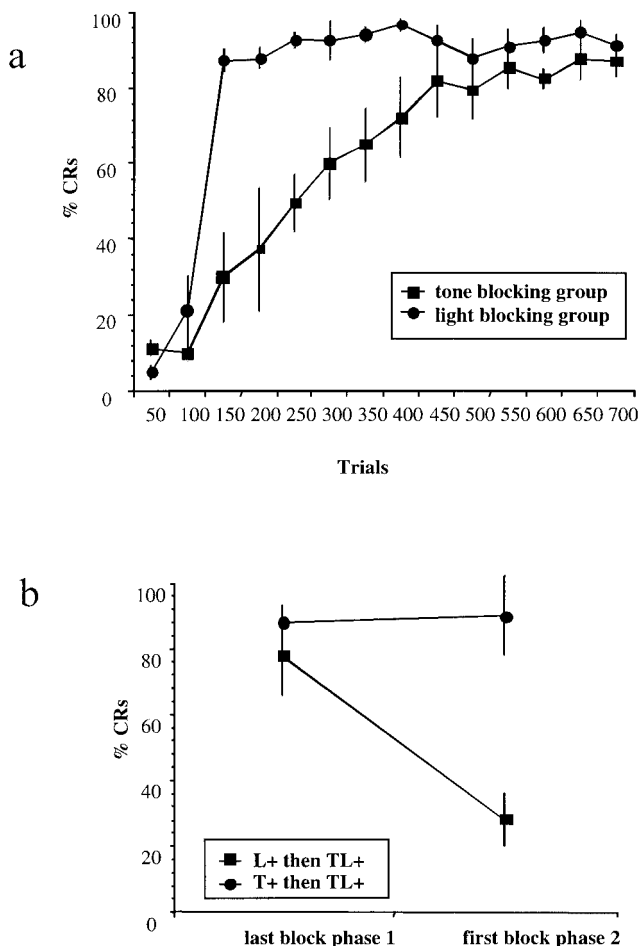 a
100
80
60
40
20
0
% CRs
tone blocking group
light blocking group
50 100 150 200 250 300 350 400 450 500 550 600 650 700
Trials
b
100
80
60
40
20
0
% CRs
L+ then TL+
T+ then TL+
last block phase 1 first block phase 2